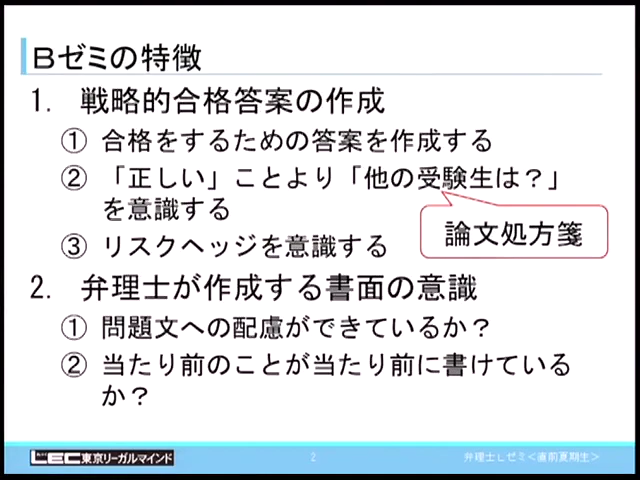 Bゼミの特徴
1. 戦略的合格答案の作成
① 合格をするための答案を作成する
② 「正しい」ことより「他の受験生は？」
を意識する
論文処方箋
③ リスクヘッジを意識する
2. 弁理士が作成する書面の意識
① 問題文への配慮ができているか？
② 当たり前のことが当たり前に書けている
か？
LEC東京リーガルマインド
2
弁理士Lゼミ＜直前夏期生＞